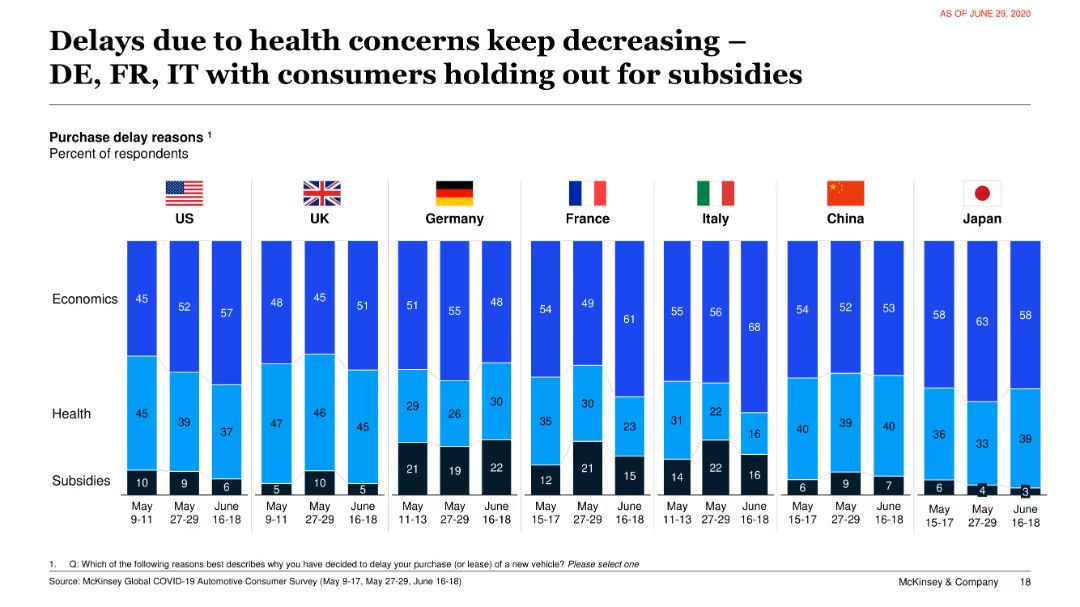 AS OF JUNE 29, 2020
Delays due to health concerns keep decreasing –
DE, FR, IT with consumers holding out for subsidies
Purchase delay reasons 1
Percent of respondents
US UK Germany France Italy China Japan
Economics 45 52 57 48 45 51 51 55 48 54 49 61 55 56 68 54 52 53 58 63 58
Health 45 39 37 47 46 45 29 26 30 35 30 23 31 22 16 40 39 40 36 33 39
Subsidies 10 9 6 5 10 5 21 19 22 12 21 15 14 22 16 6 9 7 6 4 3
May May June May May June May May June May May June May May June May May June May May June
9-11 27-29 16-18 9-11 27-29 16-18 11-13 27-29 16-18 15-17 27-29 16-18 11-13 27-29 16-18 15-17 27-29 16-18 15-17 27-29 16-18
1. Q: Which of the following reasons best describes why you have decided to delay your purchase (or lease) of a new vehicle? Please select one
Source: McKinsey Global COVID-19 Automotive Consumer Survey (May 9-17, May 27-29, June 16-18)
McKinsey & Company 18